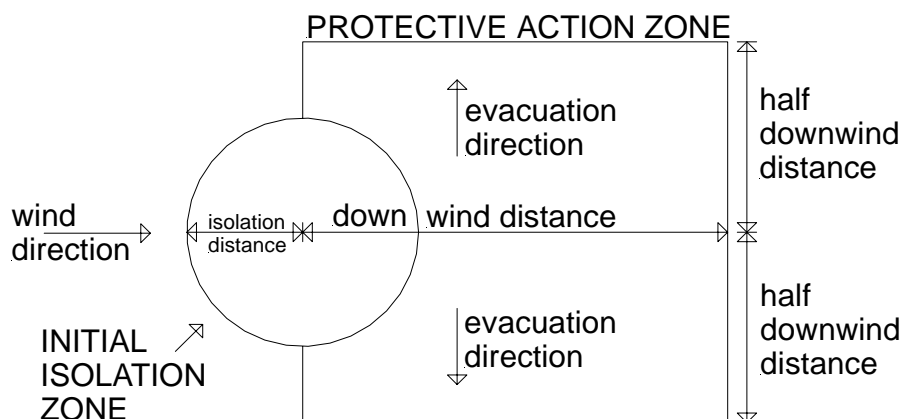 PROTECTIVE ACTION ZONE
evacuation
direction
half
downwind
distance
wind
direction
isolation
distance
down wind distance
INITIAL
ISOLATION
ZONE
evacuation
direction
half
downwind
distance